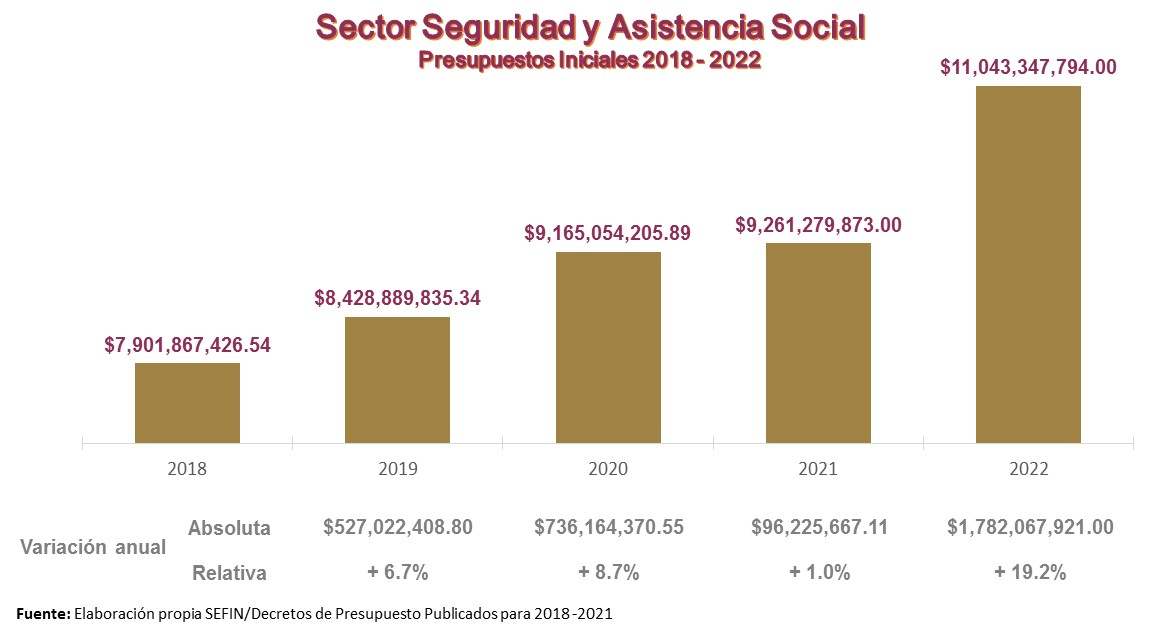 Sector Seguridad y Asistencia Social
Presupuestos Iniciales 2018 - 2022
$11,043,347,794.00
$9,261,279,873.00
$9,165,054,205.89
$8,428,889,835.34
$7,901,867,426.54
2018 2019 2020 2021 2022
Variación anual
Absoluta $527,022,408.80 $736,164,370.55 $96,225,667.11 $1,782,067,921.00
Relativa + 6.7% + 8.7% + 1.0% + 19.2%
Fuente: Elaboración propia SEFIN/Decretos de Presupuesto Publicados para 2018 -2021